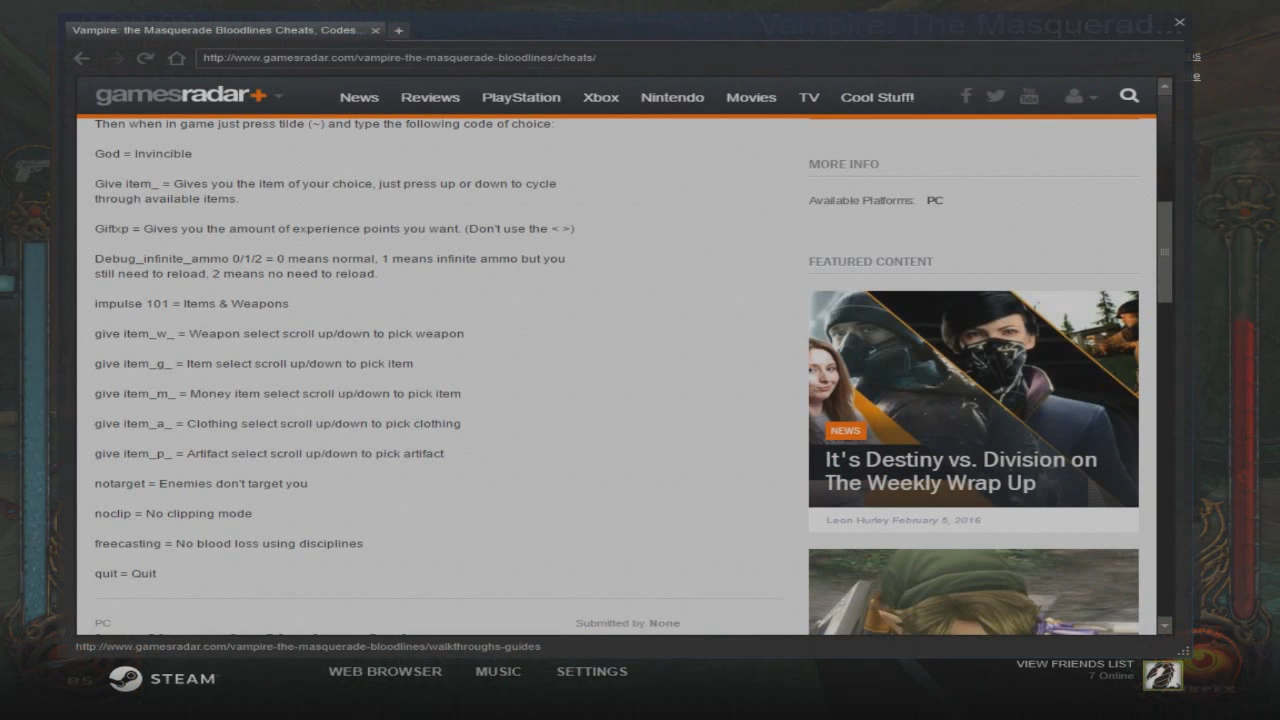 Vampire: The Masquerad...
Vampire: the Masquerade Bloodlines Cheats, Codes...
http://www.gamesradar.com/vampire-the-masquerade-bloodlines/cheats/
gamesradar+
News Reviews PlayStation Xbox Nintendo Movies TV Cool Stuff!
Then when in game just press tilde (~) and type the following code of choice:
God = Invincible
Give item_ = Gives you the item of your choice, just press up or down to cycle
through available items.
Giftxp = Gives you the amount of experience points you want. (Don't use the < >)
Debug_infinite_ammo 0/1/2 = 0 means normal, 1 means infinite ammo but you
still need to reload, 2 means no need to reload.
impulse 101 = Items & Weapons
give item_w_ = Weapon select scroll up/down to pick weapon
give item_g_ = Item select scroll up/down to pick item
give item_m_ = Money item select scroll up/down to pick item
give item_a_ = Clothing select scroll up/down to pick clothing
give item_p_ = Artifact select scroll up/down to pick artifact
notarget = Enemies don't target you
noclip = No clipping mode
freecasting = No blood loss using disciplines
quit = Quit
PC Submitted by None
MORE INFO
Available Platforms: PC
FEATURED CONTENT
NEWS
It's Destiny vs. Division on
The Weekly Wrap Up
Leon Hurley February 5, 2016
http://www.gamesradar.com/vampire-the-masquerade-bloodlines/walkthroughs-guides
85
STEAM
WEB BROWSER MUSIC SETTINGS
VIEW FRIENDS LIST
7 Online